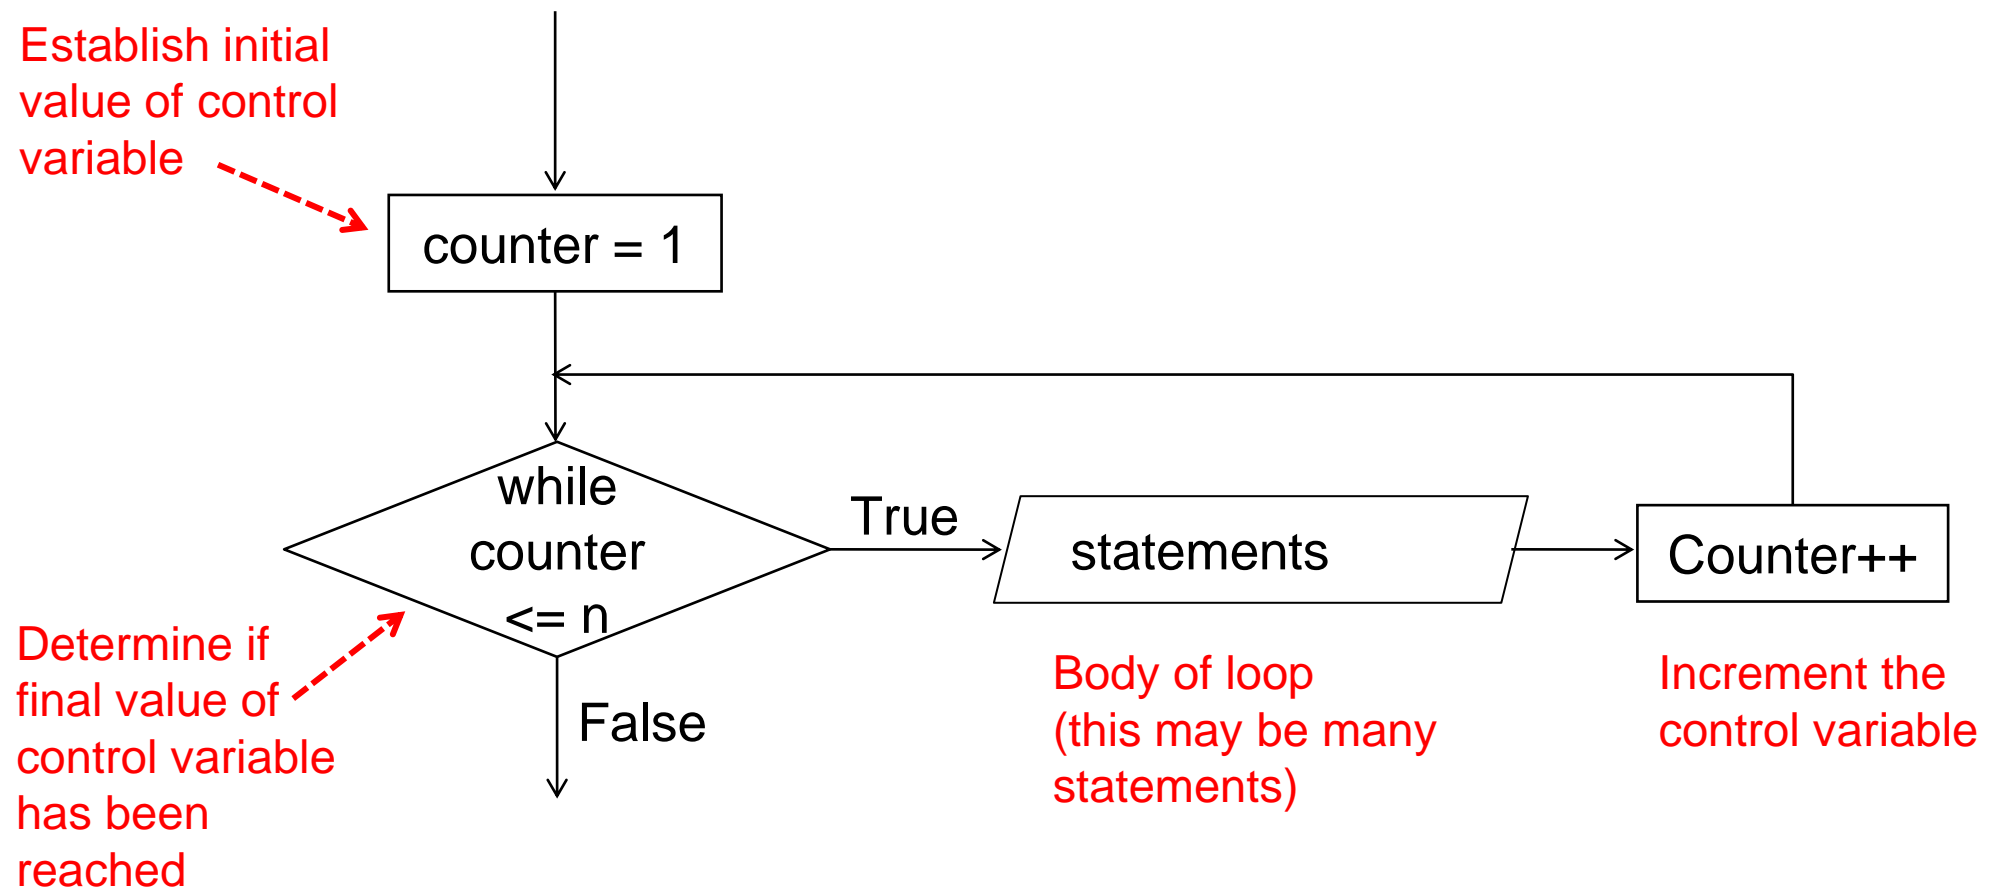 Establish initial
value of control
variable
counter = 1
while
counter
<= n
True
statements
Counter++
Determine if
final value of
control variable
has been
reached
False
Body of loop
(this may be many
statements)
Increment the
control variable